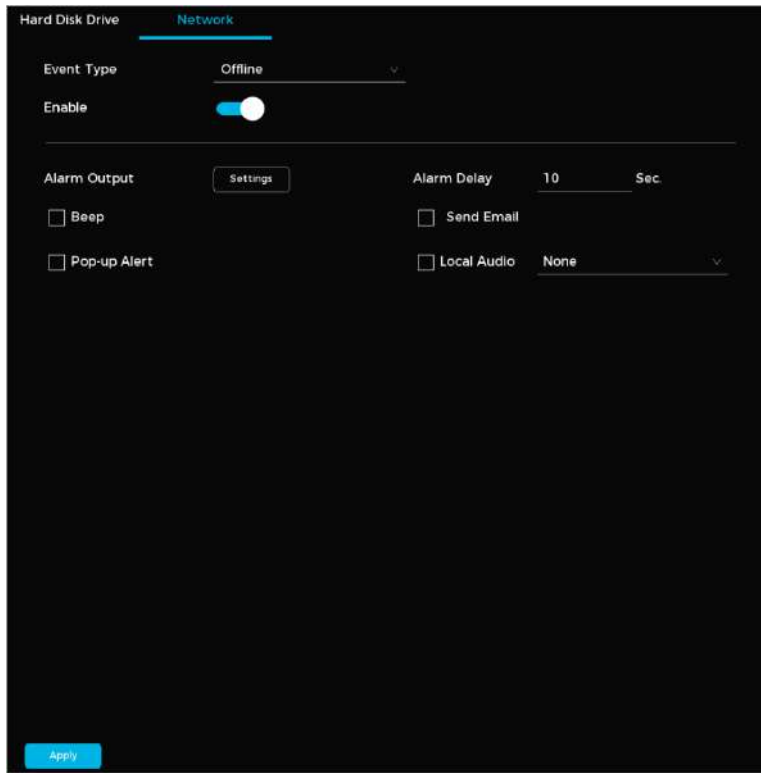 Hard Disk Drive Network
Event Type Offline
Enable
Alarm Output Settings Alarm Delay 10 Sec.
Beep Send Email
Pop-up Alert Local Audio None
Apply